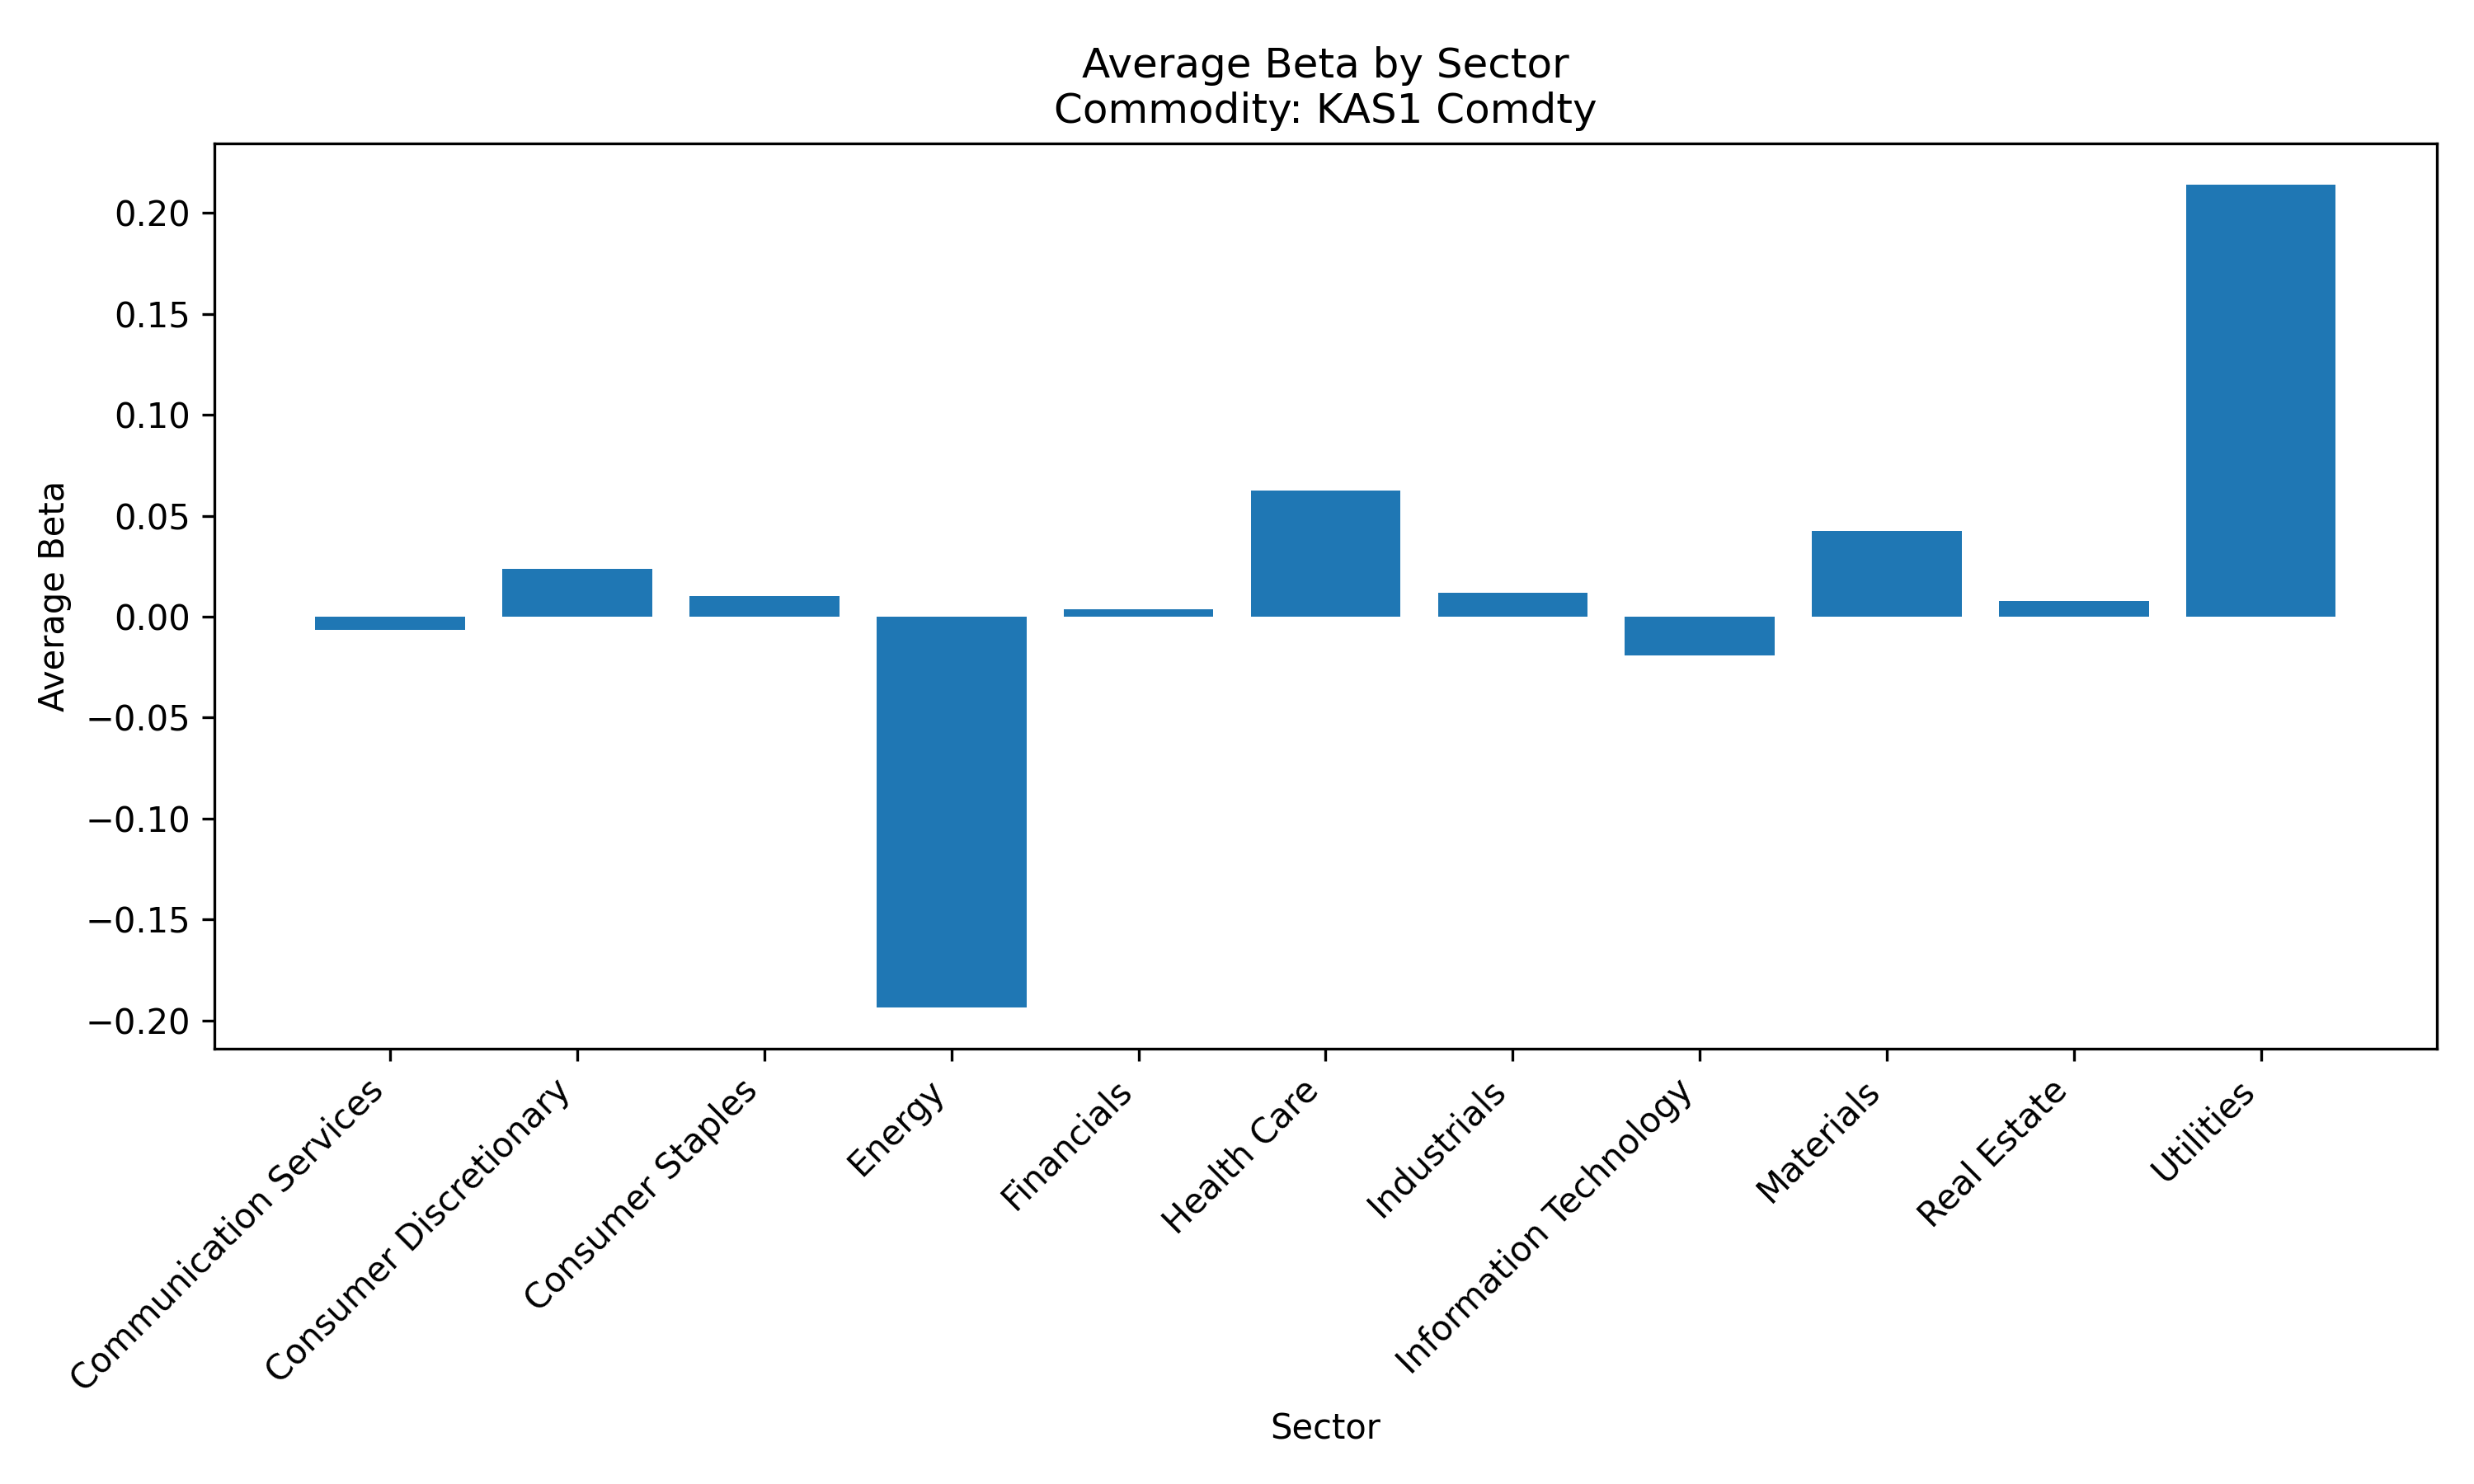 Average Beta by Sector
Commodity: KAS1 Comdty
Average Beta
0.20
0.15
0.10
0.05
0.00
−0.05
−0.10
−0.15
−0.20
Communication Services
Consumer Discretionary
Consumer Staples
Energy
Financials
Health Care
Industrials
Information Technology
Materials
Real Estate
Utilities
Sector